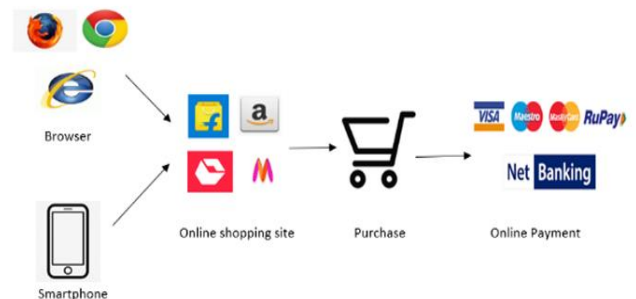 Browser
Smartphone
f a
M
Online shopping site
Purchase
VISA Maestro MasterCard RuPay
Net Banking
Online Payment